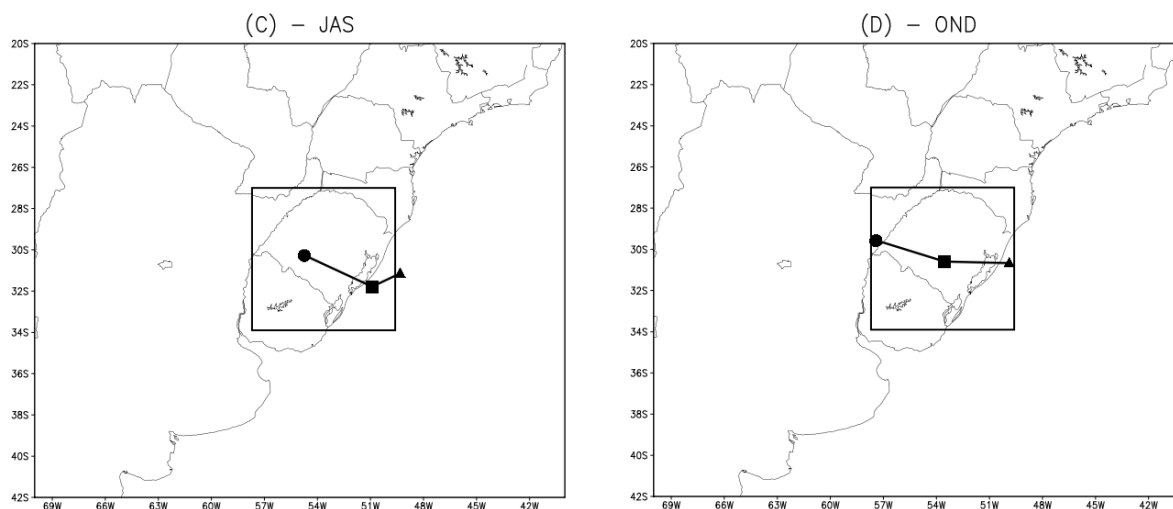 (C) – JAS
20S
22S
24S
26S
28S
30S
32S
34S
36S
38S
40S
42S
69W 66W 63W 60W 57W 54W 51W 48W 45W 42W
(D) – OND
20S
22S
24S
26S
28S
30S
32S
34S
36S
38S
40S
42S
69W 66W 63W 60W 57W 54W 51W 48W 45W 42W